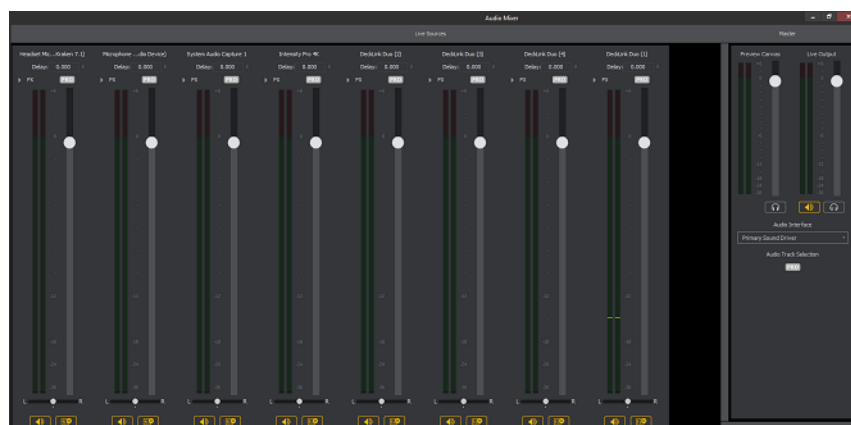 Audio Mixer
Live Sources
Master
Headset Mic...Kraken 7.1)
Microphone ...dio Device)
System Audio Capture 1
Intensity Pro 4K
DeckLink Duo (2)
DeckLink Duo (3)
DeckLink Duo (4)
DeckLink Duo (1)
Preview Canvas
Live Output
Delay: 0.000
Delay: 0.000
Delay: 0.000
Delay: 0.000
Delay: 0.000
Delay: 0.000
Delay: 0.000
Delay: 0.000
FX PRO
FX PRO
FX PRO
FX PRO
FX PRO
FX PRO
FX PRO
FX PRO
L R
L R
L R
L R
L R
L R
L R
L R
Audio Interface
Primary Sound Driver
Audio Track Selection
PRO